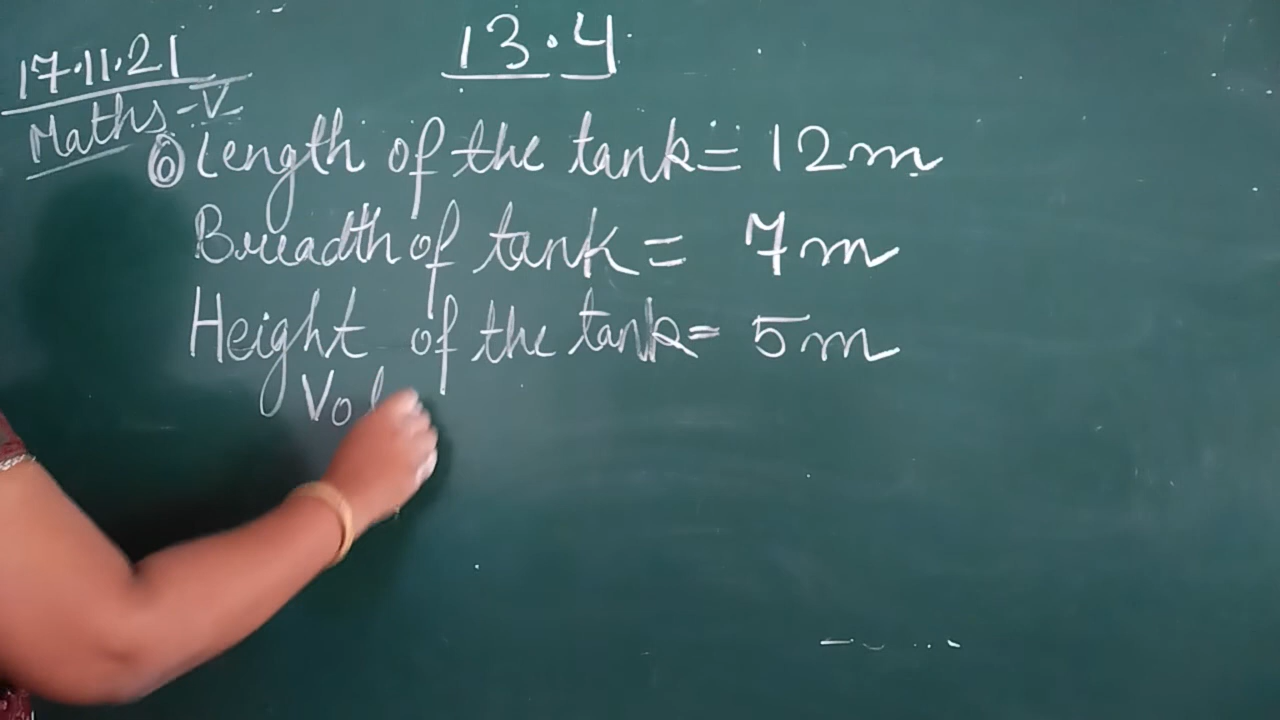 13.4
17.11.21
Maths-V
⑥ Length of the tank = 12m
Breadth of tank = 7m
Height of the tank = 5m
Vol